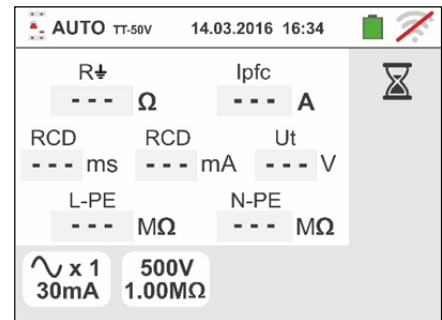 AUTO TT-50V 14.03.2016 16:34
R⏚ Ipfc
--- Ω --- A
RCD RCD Ut
--- ms --- mA --- V
L-PE N-PE
--- MΩ --- MΩ
∿ x 1 500V
30mA 1.00MΩ